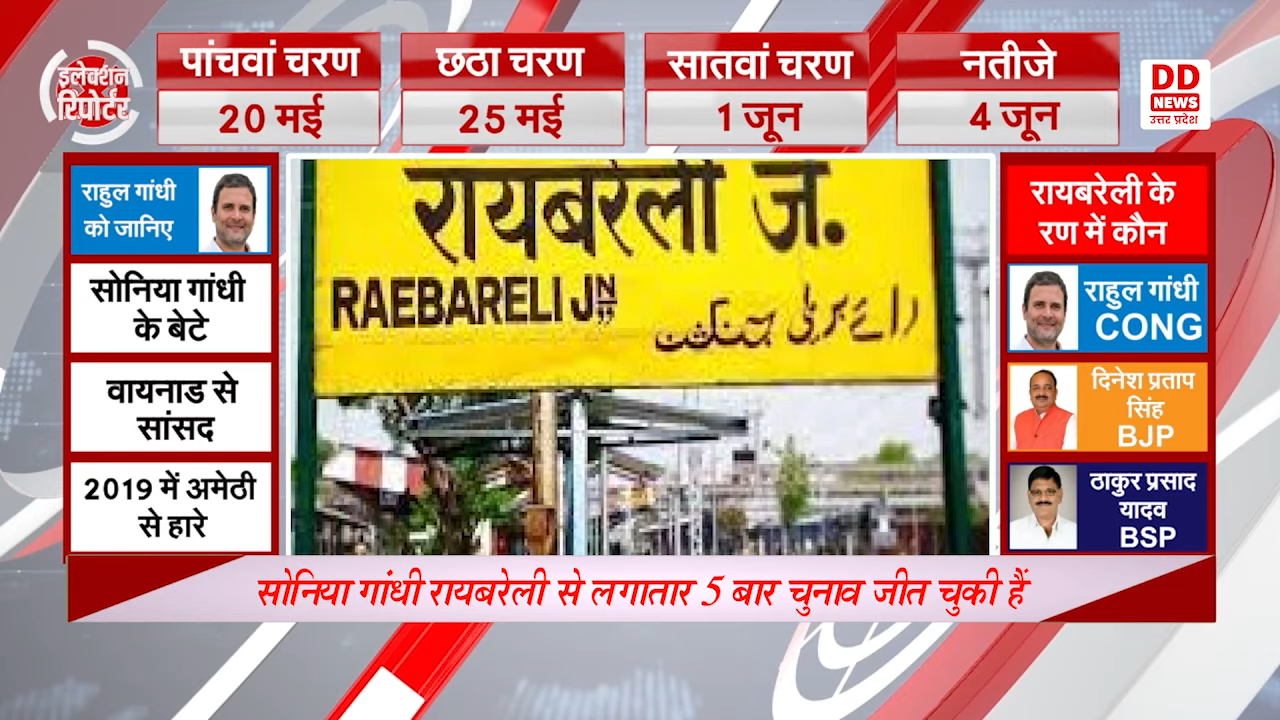 इलेक्शन
रिपोर्टर
पांचवां चरण
20 मई
छठा चरण
25 मई
सातवां चरण
1 जून
नतीजे
4 जून
DD
NEWS
उत्तर प्रदेश
राहुल गांधी
को जानिए
सोनिया गांधी
के बेटे
वायनाड से
सांसद
2019 में अमेठी
से हारे
रायबरेली ज.
RAEBARELI JN
رائے بریلی
रायबरेली के
रण में कौन
राहुल गांधी
CONG
दिनेश प्रताप
सिंह
BJP
ठाकुर प्रसाद
यादव
BSP
सोनिया गांधी रायबरेली से लगातार 5 बार चुनाव जीत चुकी हैं